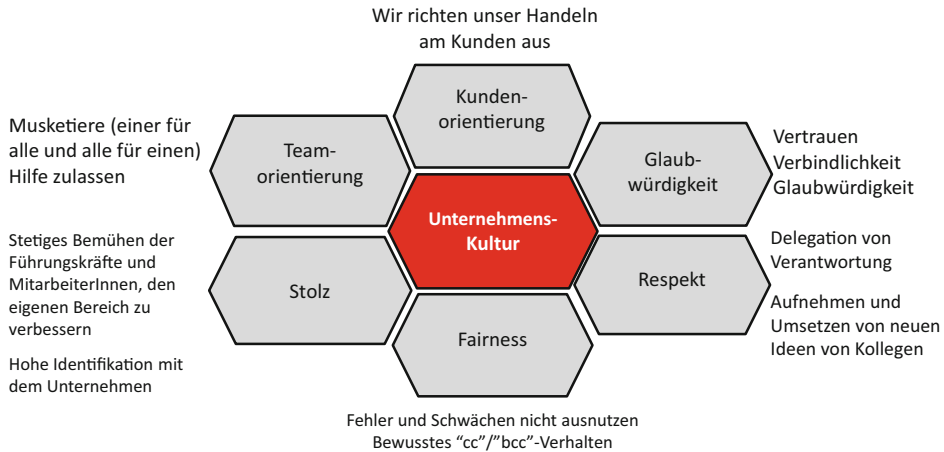 Wir richten unser Handeln
am Kunden aus
Kunden-
orientierung
Musketiere (einer für
alle und alle für einen)
Hilfe zulassen
Team-
orientierung
Glaub-
würdigkeit
Vertrauen
Verbindlichkeit
Glaubwürdigkeit
Unternehmens-
Kultur
Stetiges Bemühen der
Führungskräfte und
MitarbeiterInnen, den
eigenen Bereich zu
verbessern
Hohe Identifikation mit
dem Unternehmen
Stolz
Respekt
Delegation von
Verantwortung
Aufnehmen und
Umsetzen von neuen
Ideen von Kollegen
Fairness
Fehler und Schwächen nicht ausnutzen
Bewusstes “cc”/”bcc”-Verhalten